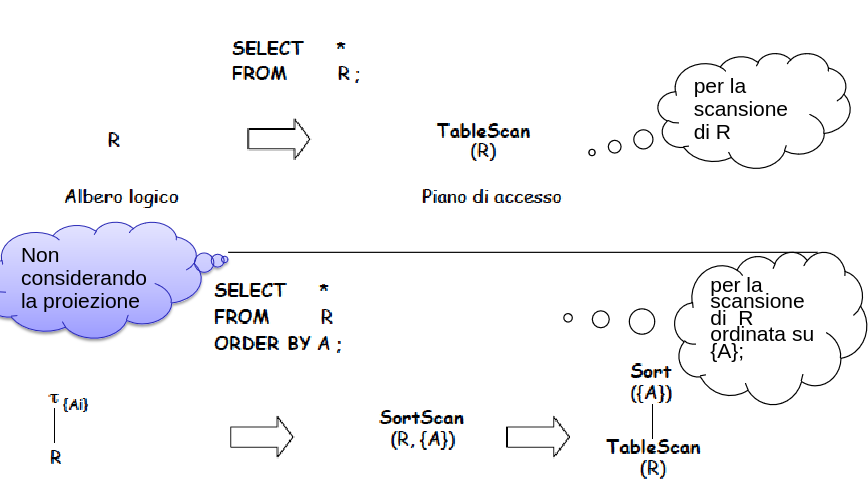 SELECT *
FROM R ;
per la
scansione
di R
R
TableScan
(R)
Albero logico
Piano di accesso
Non
considerando
la proiezione
SELECT *
FROM R
ORDER BY A ;
per la
scansione
di R
ordinata su
{A};
τ {Ai}
R
SortScan
(R, {A})
Sort
({A})
TableScan
(R)